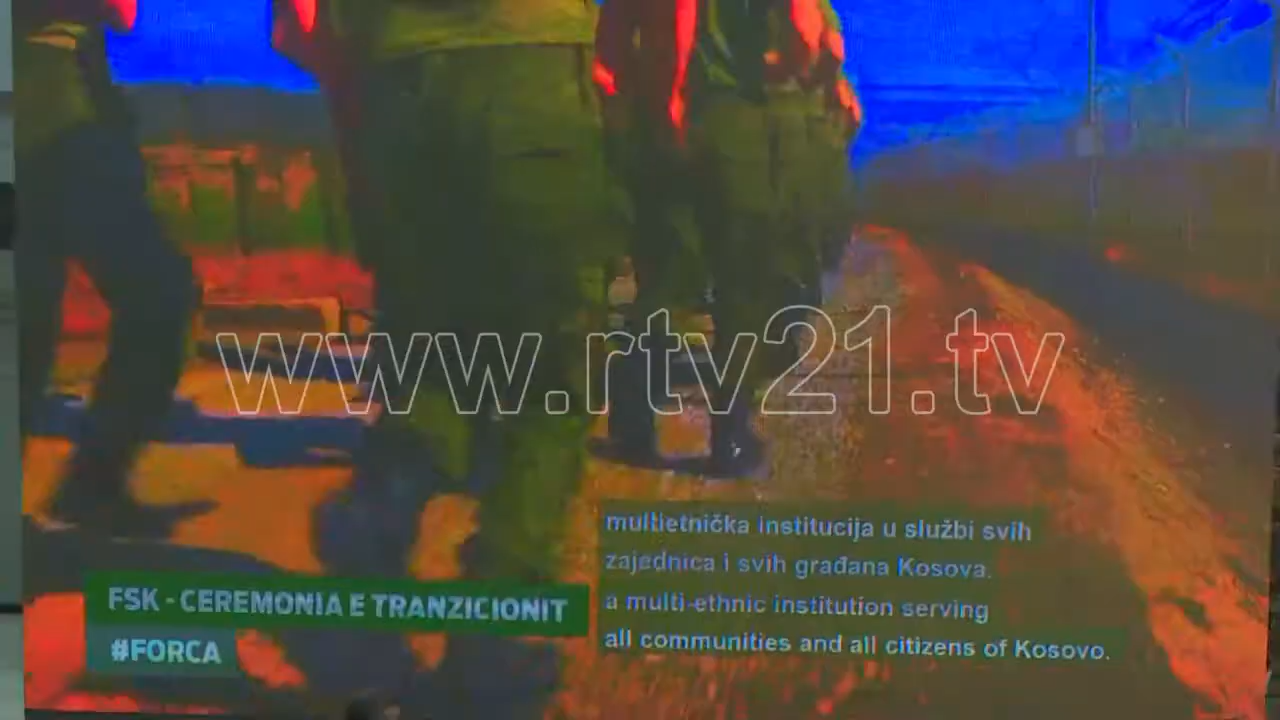 www.rtv21.tv
multietnička institucija u službi svih
zajednica i svih građana Kosova.
a multi-ethnic institution serving
all communities and all citizens of Kosovo.
FSK - CEREMONIA E TRANZICIONIT
#FORCA